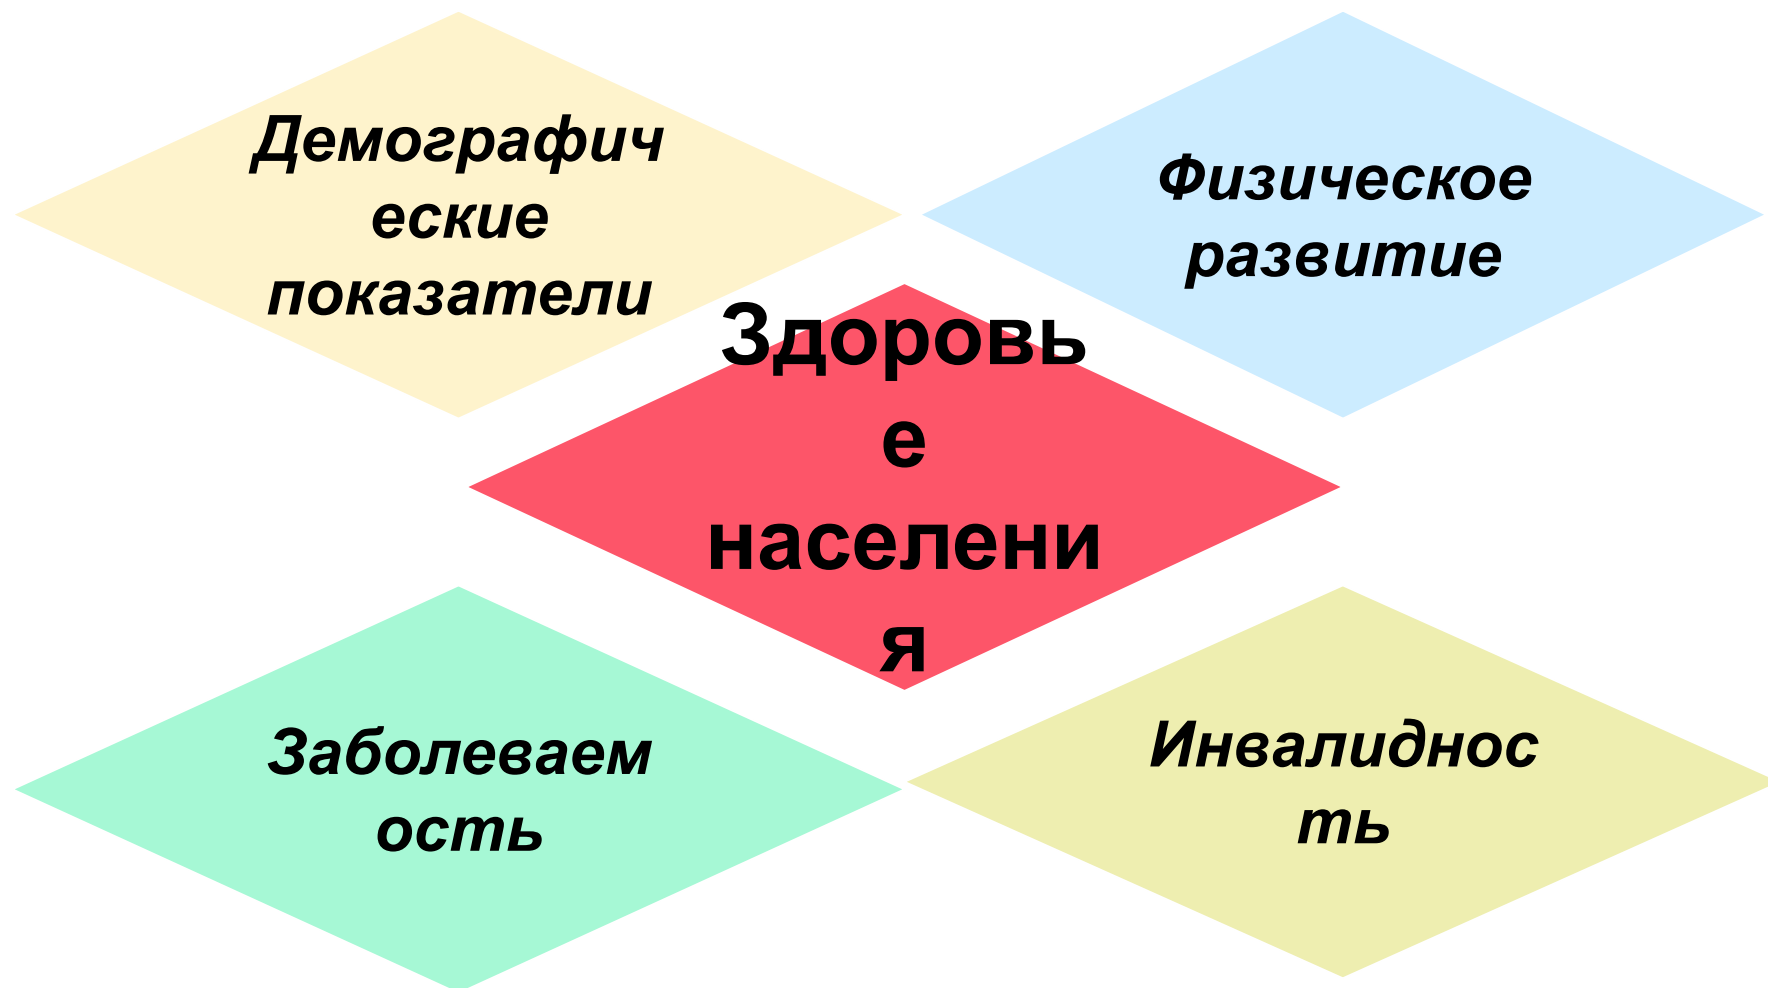 Демографич
еские
показатели
Физическое
развитие
Здоровь
е
населени
я
Заболеваем
ость
Инвалиднос
ть